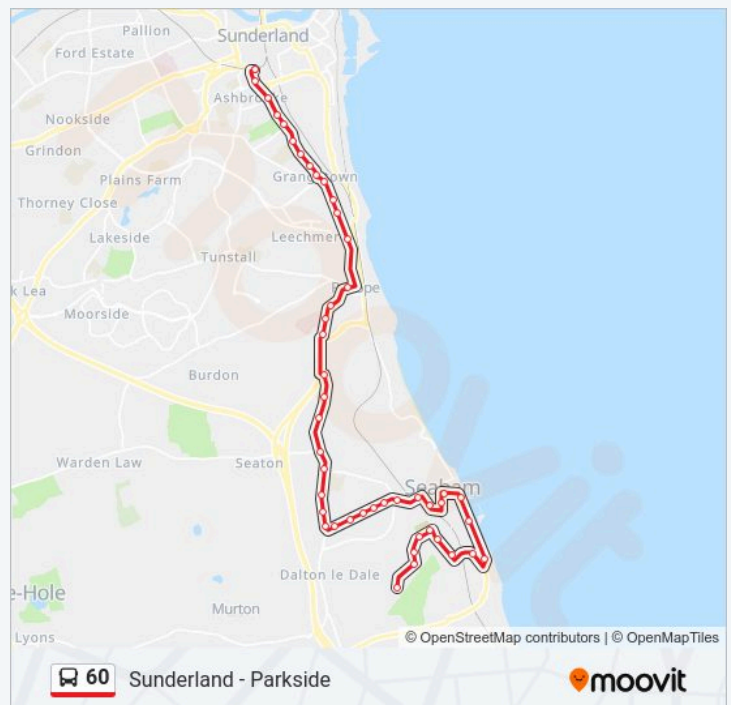 Pallion
Sunderland
Ford Estate
Ashbrooke
Nookside
Grindon
Plains Farm
Grangetown
Thorney Close
Lakeside
Leechmere
Tunstall
k Lea
Moorside
Burdon
Warden Law
Seaton
Seaham
Dalton le Dale
e-Hole
Murton
Lyons
© OpenStreetMap contributors | © OpenMapTiles
60 Sunderland - Parkside
moovit